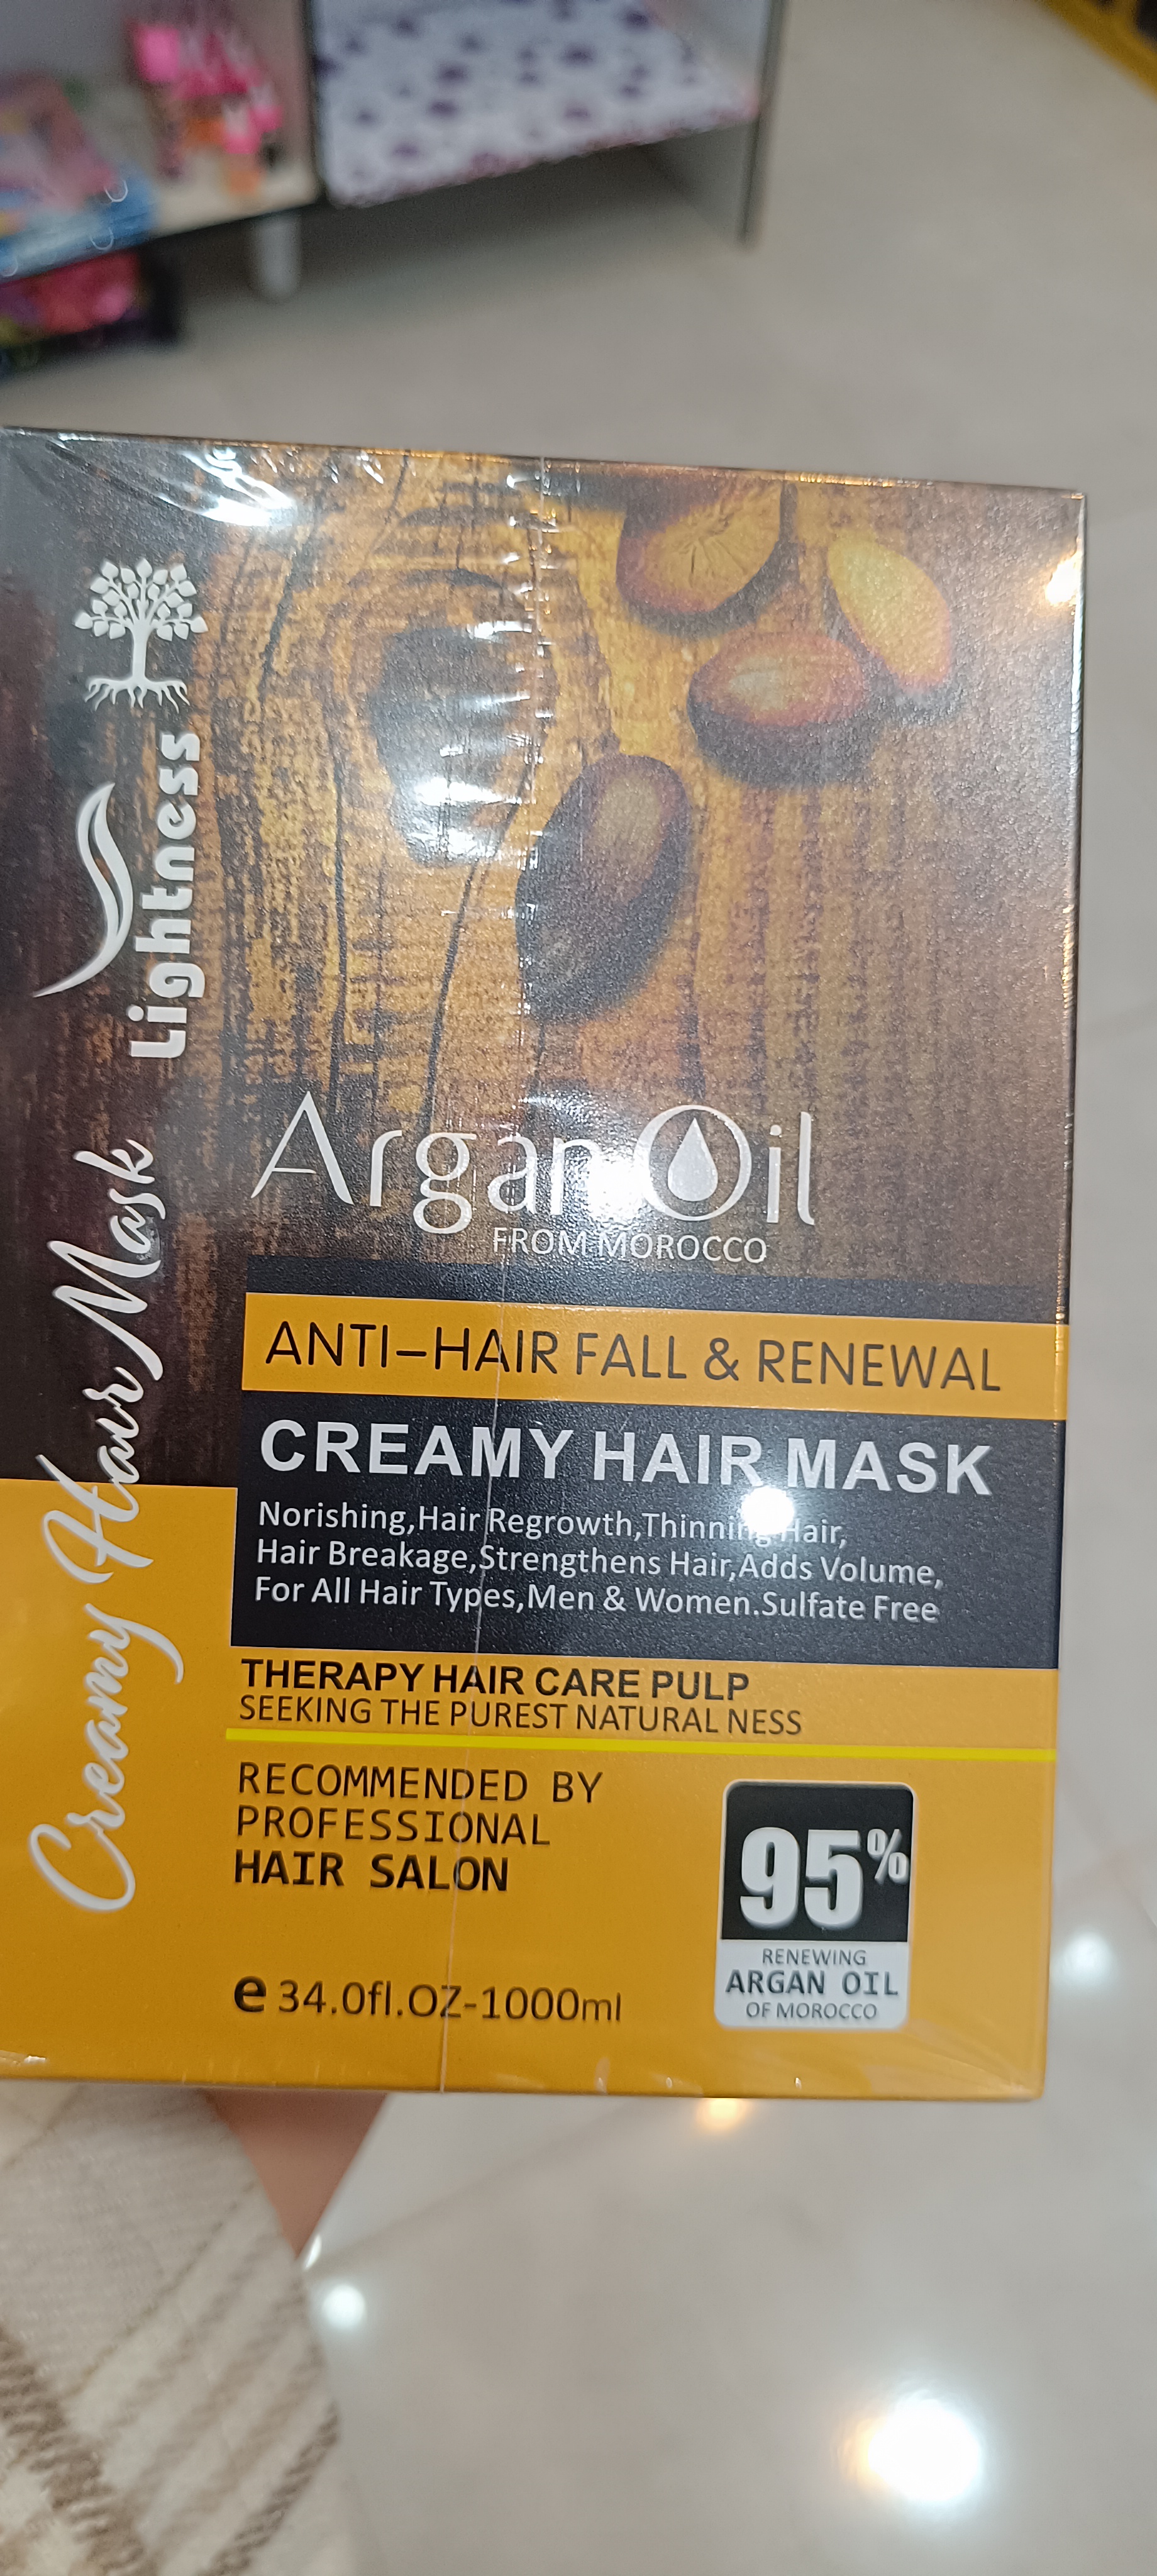 Lightness
Creamy Hair Mask
Argan Oil
FROM MOROCCO
ANTI-HAIR FALL & RENEWAL
CREAMY HAIR MASK
Norishing,Hair Regrowth,Thinning Hair,
Hair Breakage,Strengthens Hair,Adds Volume,
For All Hair Types,Men & Women.Sulfate Free
THERAPY HAIR CARE PULP
SEEKING THE PUREST NATURAL NESS
RECOMMENDED BY
PROFESSIONAL
HAIR SALON
e 34.0fl.OZ-1000ml
95%
RENEWING
ARGAN OIL
OF MOROCCO